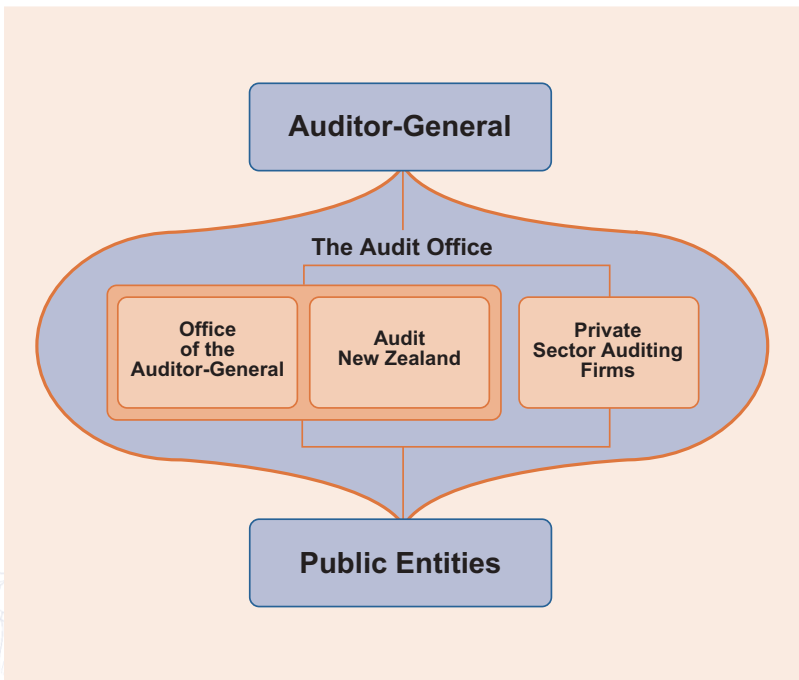 Auditor-General
The Audit Office
Office
of the
Auditor-General
Audit
New Zealand
Private
Sector Auditing
Firms
Public Entities